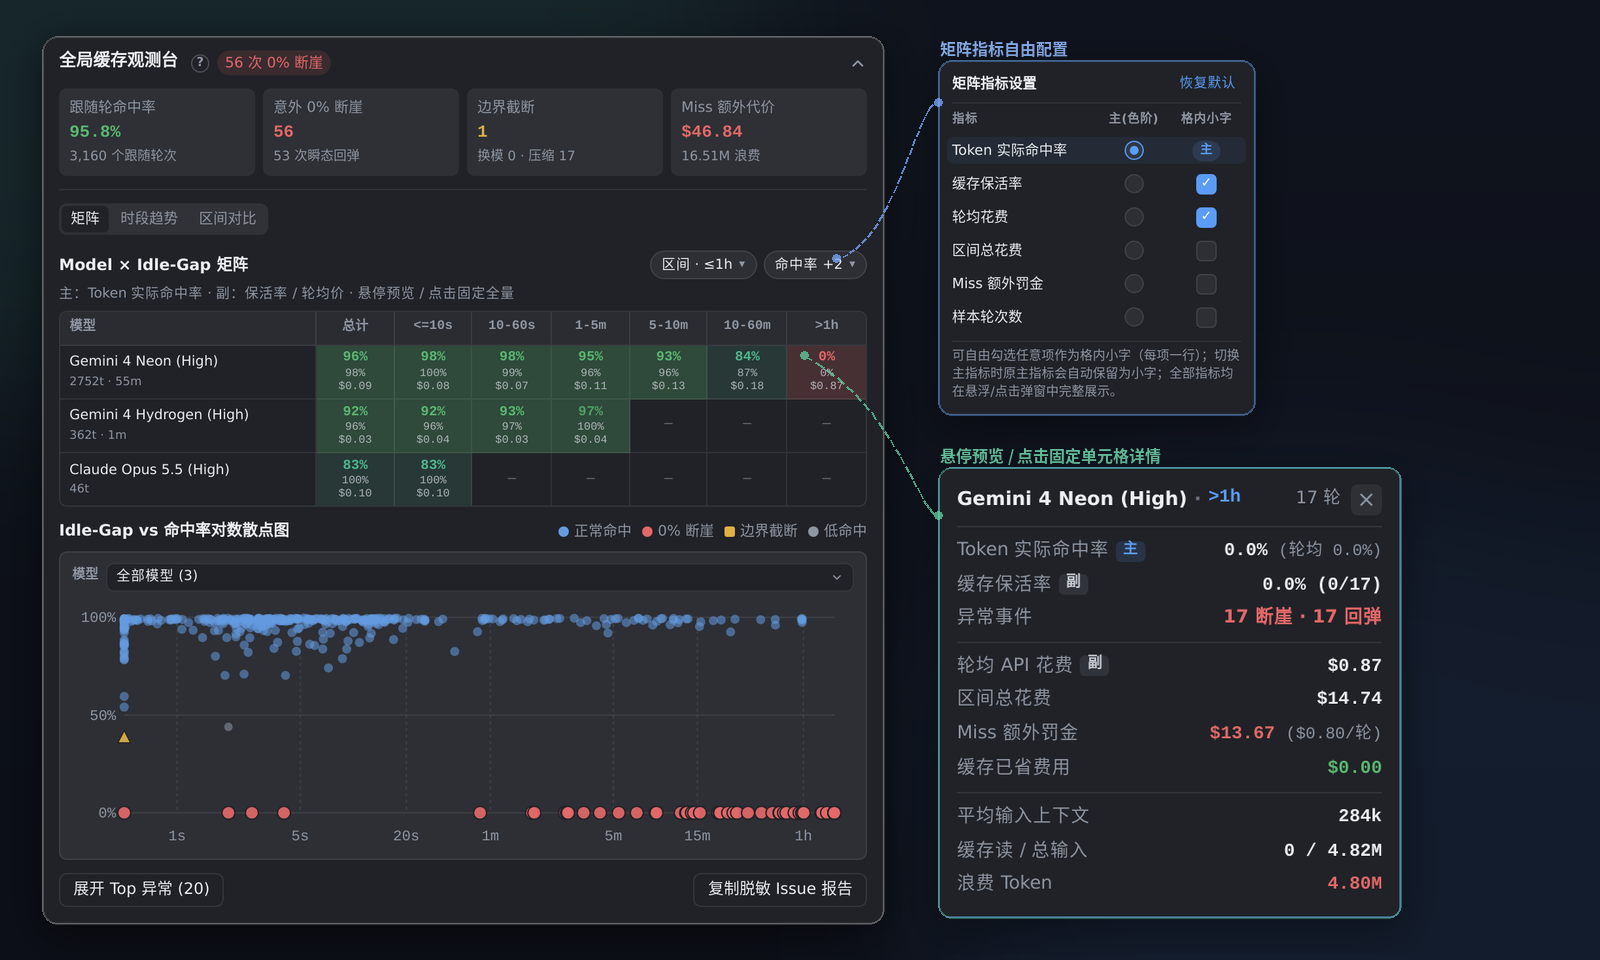 全局缓存观测台 ? 56 次 0% 断崖
跟随轮命中率
95.8%
3,160 个跟随轮次
意外 0% 断崖
56
53 次瞬态回弹
边界截断
1
换模 0 · 压缩 17
Miss 额外代价
$46.84
16.51M 浪费
矩阵 时段趋势 区间对比
Model × Idle-Gap 矩阵 区间 · ≤1h ▾ 命中率 +2 ▾
主: Token 实际命中率 · 副: 保活率 / 轮均价 · 悬停预览 / 点击固定全量
模型 总计 <=10s 10-60s 1-5m 5-10m 10-60m >1h
Gemini 4 Neon (High) 96% 98% 98% 95% 93% 84% 0%
98% 100% 99% 96% 96% 87% 0%
2752t · 55m $0.09 $0.08 $0.07 $0.11 $0.13 $0.18 $0.87
Gemini 4 Hydrogen (High) 92% 92% 93% 97% — — —
96% 96% 97% 100%
362t · 1m $0.03 $0.04 $0.03 $0.04
Claude Opus 5.5 (High) 83% 83% — — — — —
100% 100%
46t $0.10 $0.10
Idle-Gap vs 命中率对数散点图 正常命中 0% 断崖 边界截断 低命中
模型 全部模型 (3)
100%
50%
0%
1s 5s 20s 1m 5m 15m 1h
展开 Top 异常 (20) 复制脱敏 Issue 报告
矩阵指标自由配置
矩阵指标设置 恢复默认
指标 主(色阶) 格内小字
Token 实际命中率 主
缓存保活率 ✓
轮均花费 ✓
区间总花费
Miss 额外罚金
样本轮次数
可自由勾选任意项作为格内小字（每项一行）；切换
主指标时原主指标会自动保留为小字；全部指标均
在悬浮/点击弹窗中完整展示。
悬停预览 / 点击固定单元格详情
Gemini 4 Neon (High) · >1h 17 轮 ×
Token 实际命中率 主 0.0% (轮均 0.0%)
缓存保活率 副 0.0% (0/17)
异常事件 17 断崖 · 17 回弹
轮均 API 花费 副 $0.87
区间总花费 $14.74
Miss 额外罚金 $13.67 ($0.80/轮)
缓存已省费用 $0.00
平均输入上下文 284k
缓存读 / 总输入 0 / 4.82M
浪费 Token 4.80M